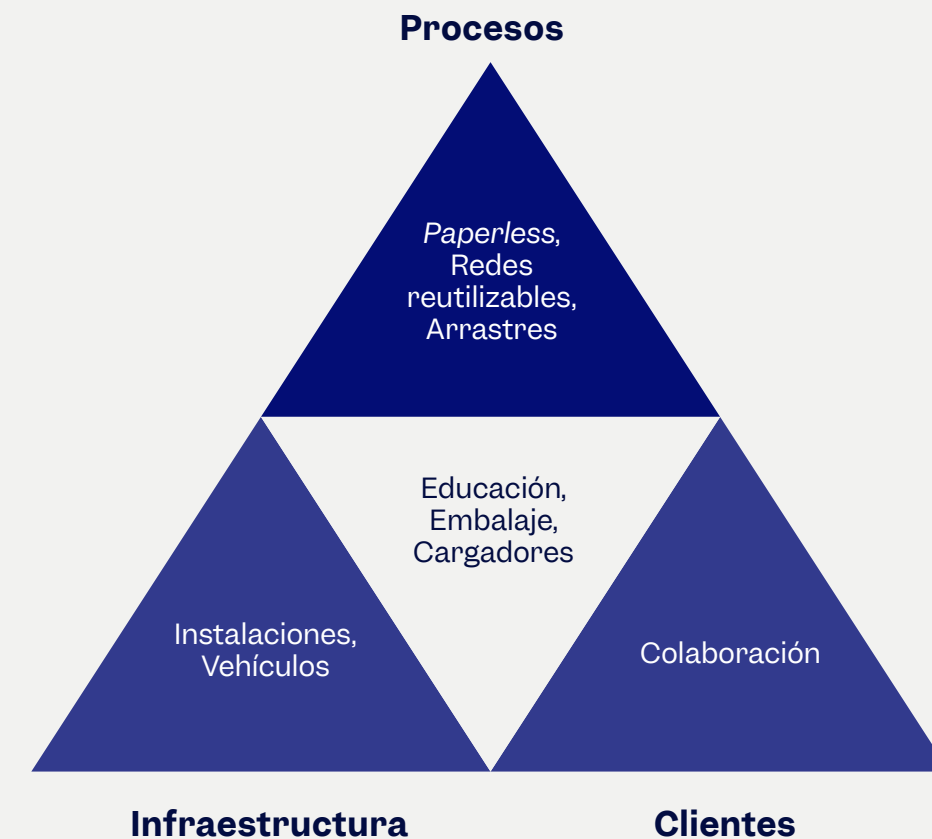 Procesos
Paperless,
Redes
reutilizables,
Arrastres
Educación,
Embalaje,
Cargadores
Instalaciones,
Vehículos
Colaboración
Infraestructura
Clientes